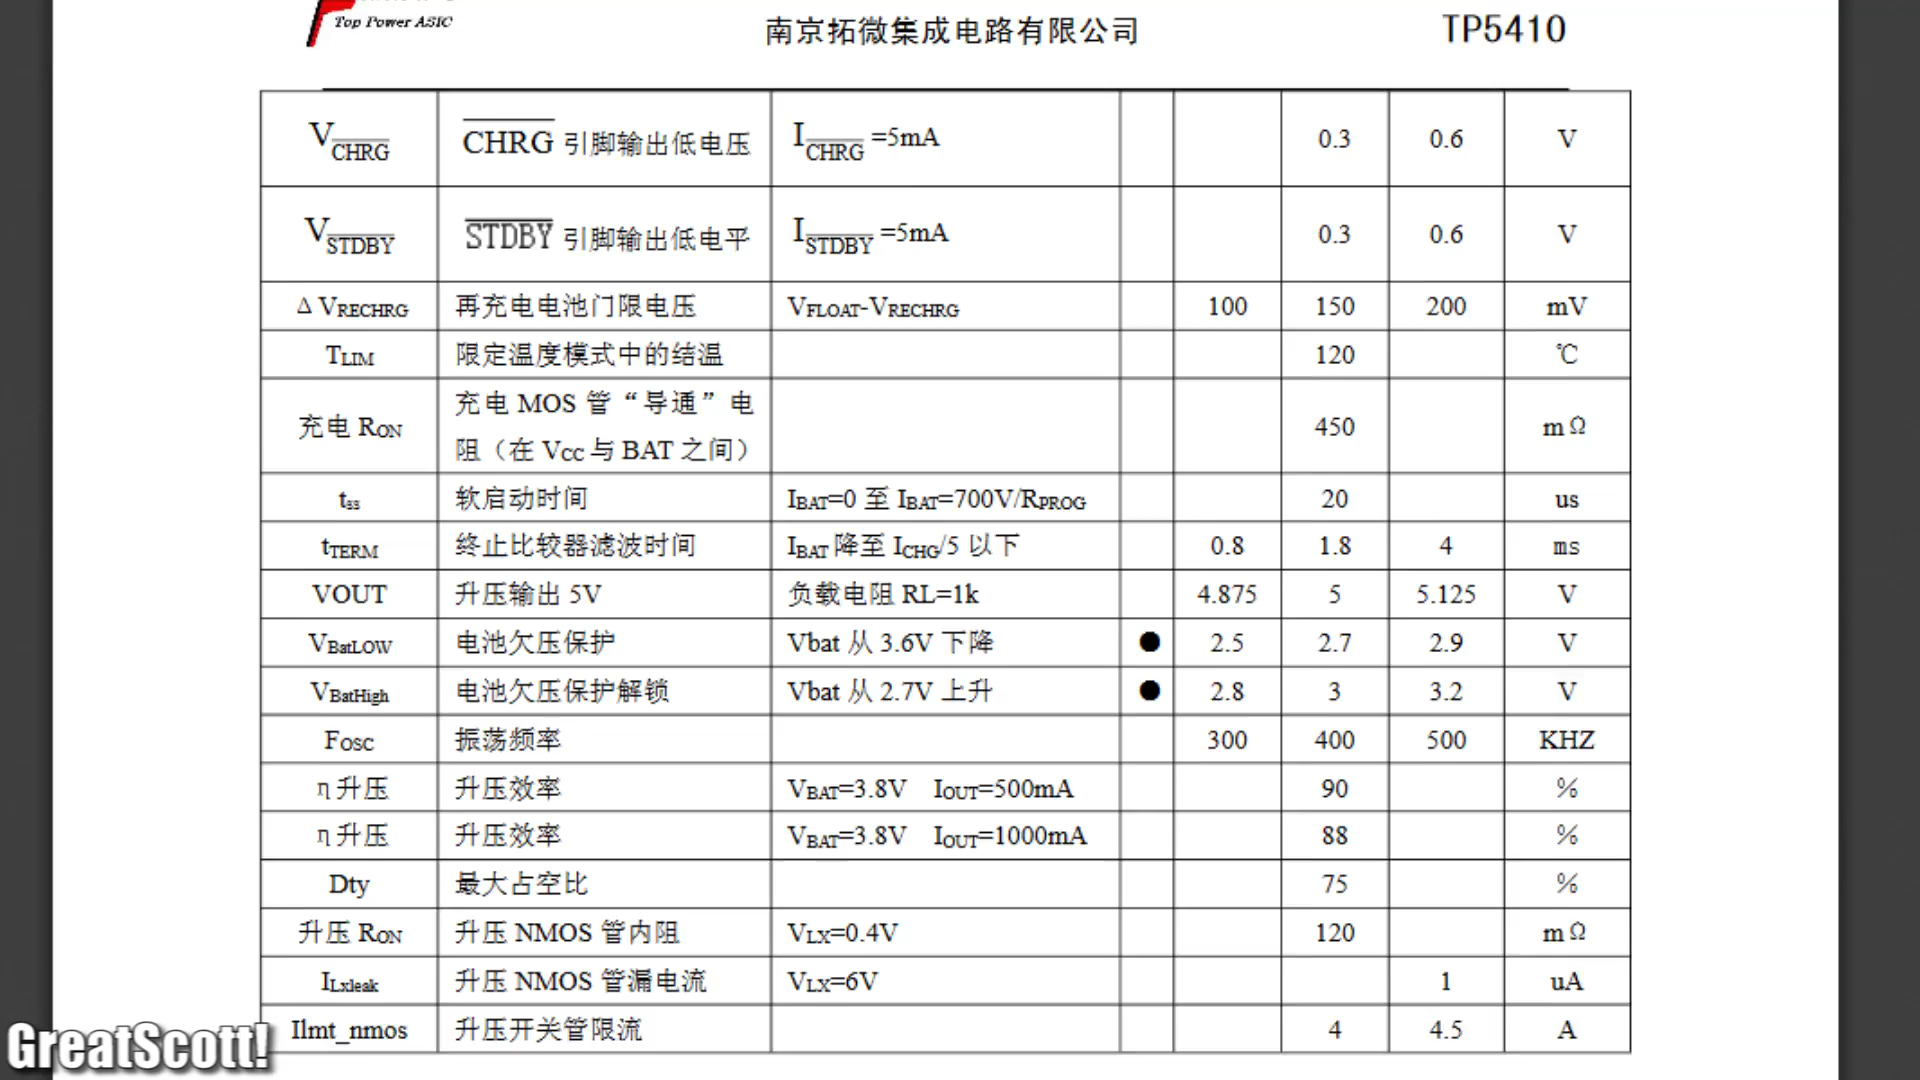 Top Power ASIC
南京拓微集成电路有限公司
TP5410
VCHRG CHRG 引脚输出低电压 ICHRG =5mA 0.3 0.6 V
VSTDBY STDBY 引脚输出低电平 ISTDBY =5mA 0.3 0.6 V
Δ VRECHRG 再充电电池门限电压 VFLOAT-VRECHRG 100 150 200 mV
TLIM 限定温度模式中的结温 120 ℃
充电 RON 充电 MOS 管“导通”电
阻（在 VCC 与 BAT 之间） 450 mΩ
tss 软启动时间 IBAT=0 至 IBAT=700V/RPROG 20 us
tTERM 终止比较器滤波时间 IBAT 降至 ICHG/5 以下 0.8 1.8 4 ms
VOUT 升压输出 5V 负载电阻 RL=1k 4.875 5 5.125 V
VBatLOW 电池欠压保护 Vbat 从 3.6V 下降 ● 2.5 2.7 2.9 V
VBatHigh 电池欠压保护解锁 Vbat 从 2.7V 上升 ● 2.8 3 3.2 V
FOSC 振荡频率 300 400 500 KHZ
η升压 升压效率 VBAT=3.8V IOUT=500mA 90 %
η升压 升压效率 VBAT=3.8V IOUT=1000mA 88 %
Dty 最大占空比 75 %
升压 RON 升压 NMOS 管内阻 VLX=0.4V 120 mΩ
ILxleak 升压 NMOS 管漏电流 VLX=6V 1 uA
Ilmt_nmos 升压开关管限流 4 4.5 A
GreatScott!